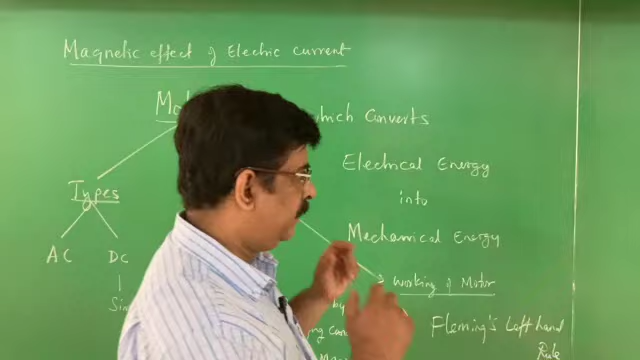 Magnetic effect of Electric current
which Converts
Electrical Energy
into
Mechanical Energy
Types
AC Dc
working of Motor
by
Fleming's Left hand
Rule